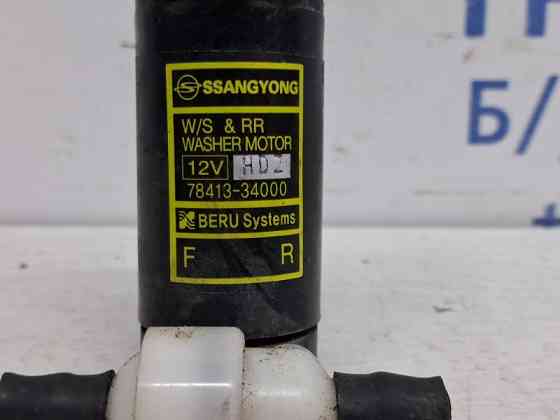 SSANGYONG
W/S & RR
WASHER MOTOR
12V HDZ
78413-34000
BERU Systems
F R
Б/